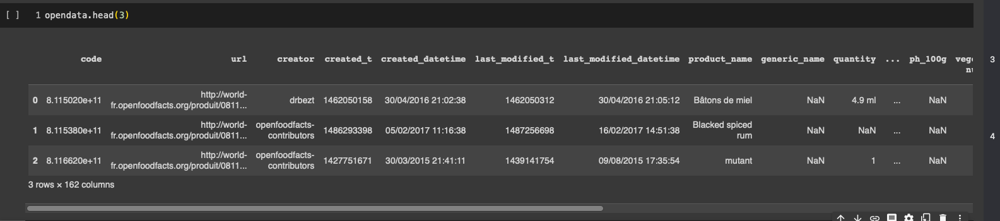 [ ] 1 opendata.head(3)
code url creator created_t created_datetime last_modified_t last_modified_datetime product_name generic_name quantity ... ph_100g
3
0 8.115020e+11 http://world-fr.openfoodfacts.org/produit/0811... drbezt 1462050158 30/04/2016 21:02:38 1462050312 30/04/2016 21:05:12 Bâtons de miel NaN 4.9 ml ... NaN
1 8.115380e+11 http://world-fr.openfoodfacts.org/produit/0811... openfoodfacts-contributors 1486293398 05/02/2017 11:16:38 1487256698 16/02/2017 14:51:38 Blacked spiced rum NaN NaN ... NaN
4
2 8.116620e+11 http://world-fr.openfoodfacts.org/produit/0811... openfoodfacts-contributors 1427751671 30/03/2015 21:41:11 1439141754 09/08/2015 17:35:54 mutant NaN 1 ... NaN
3 rows × 162 columns